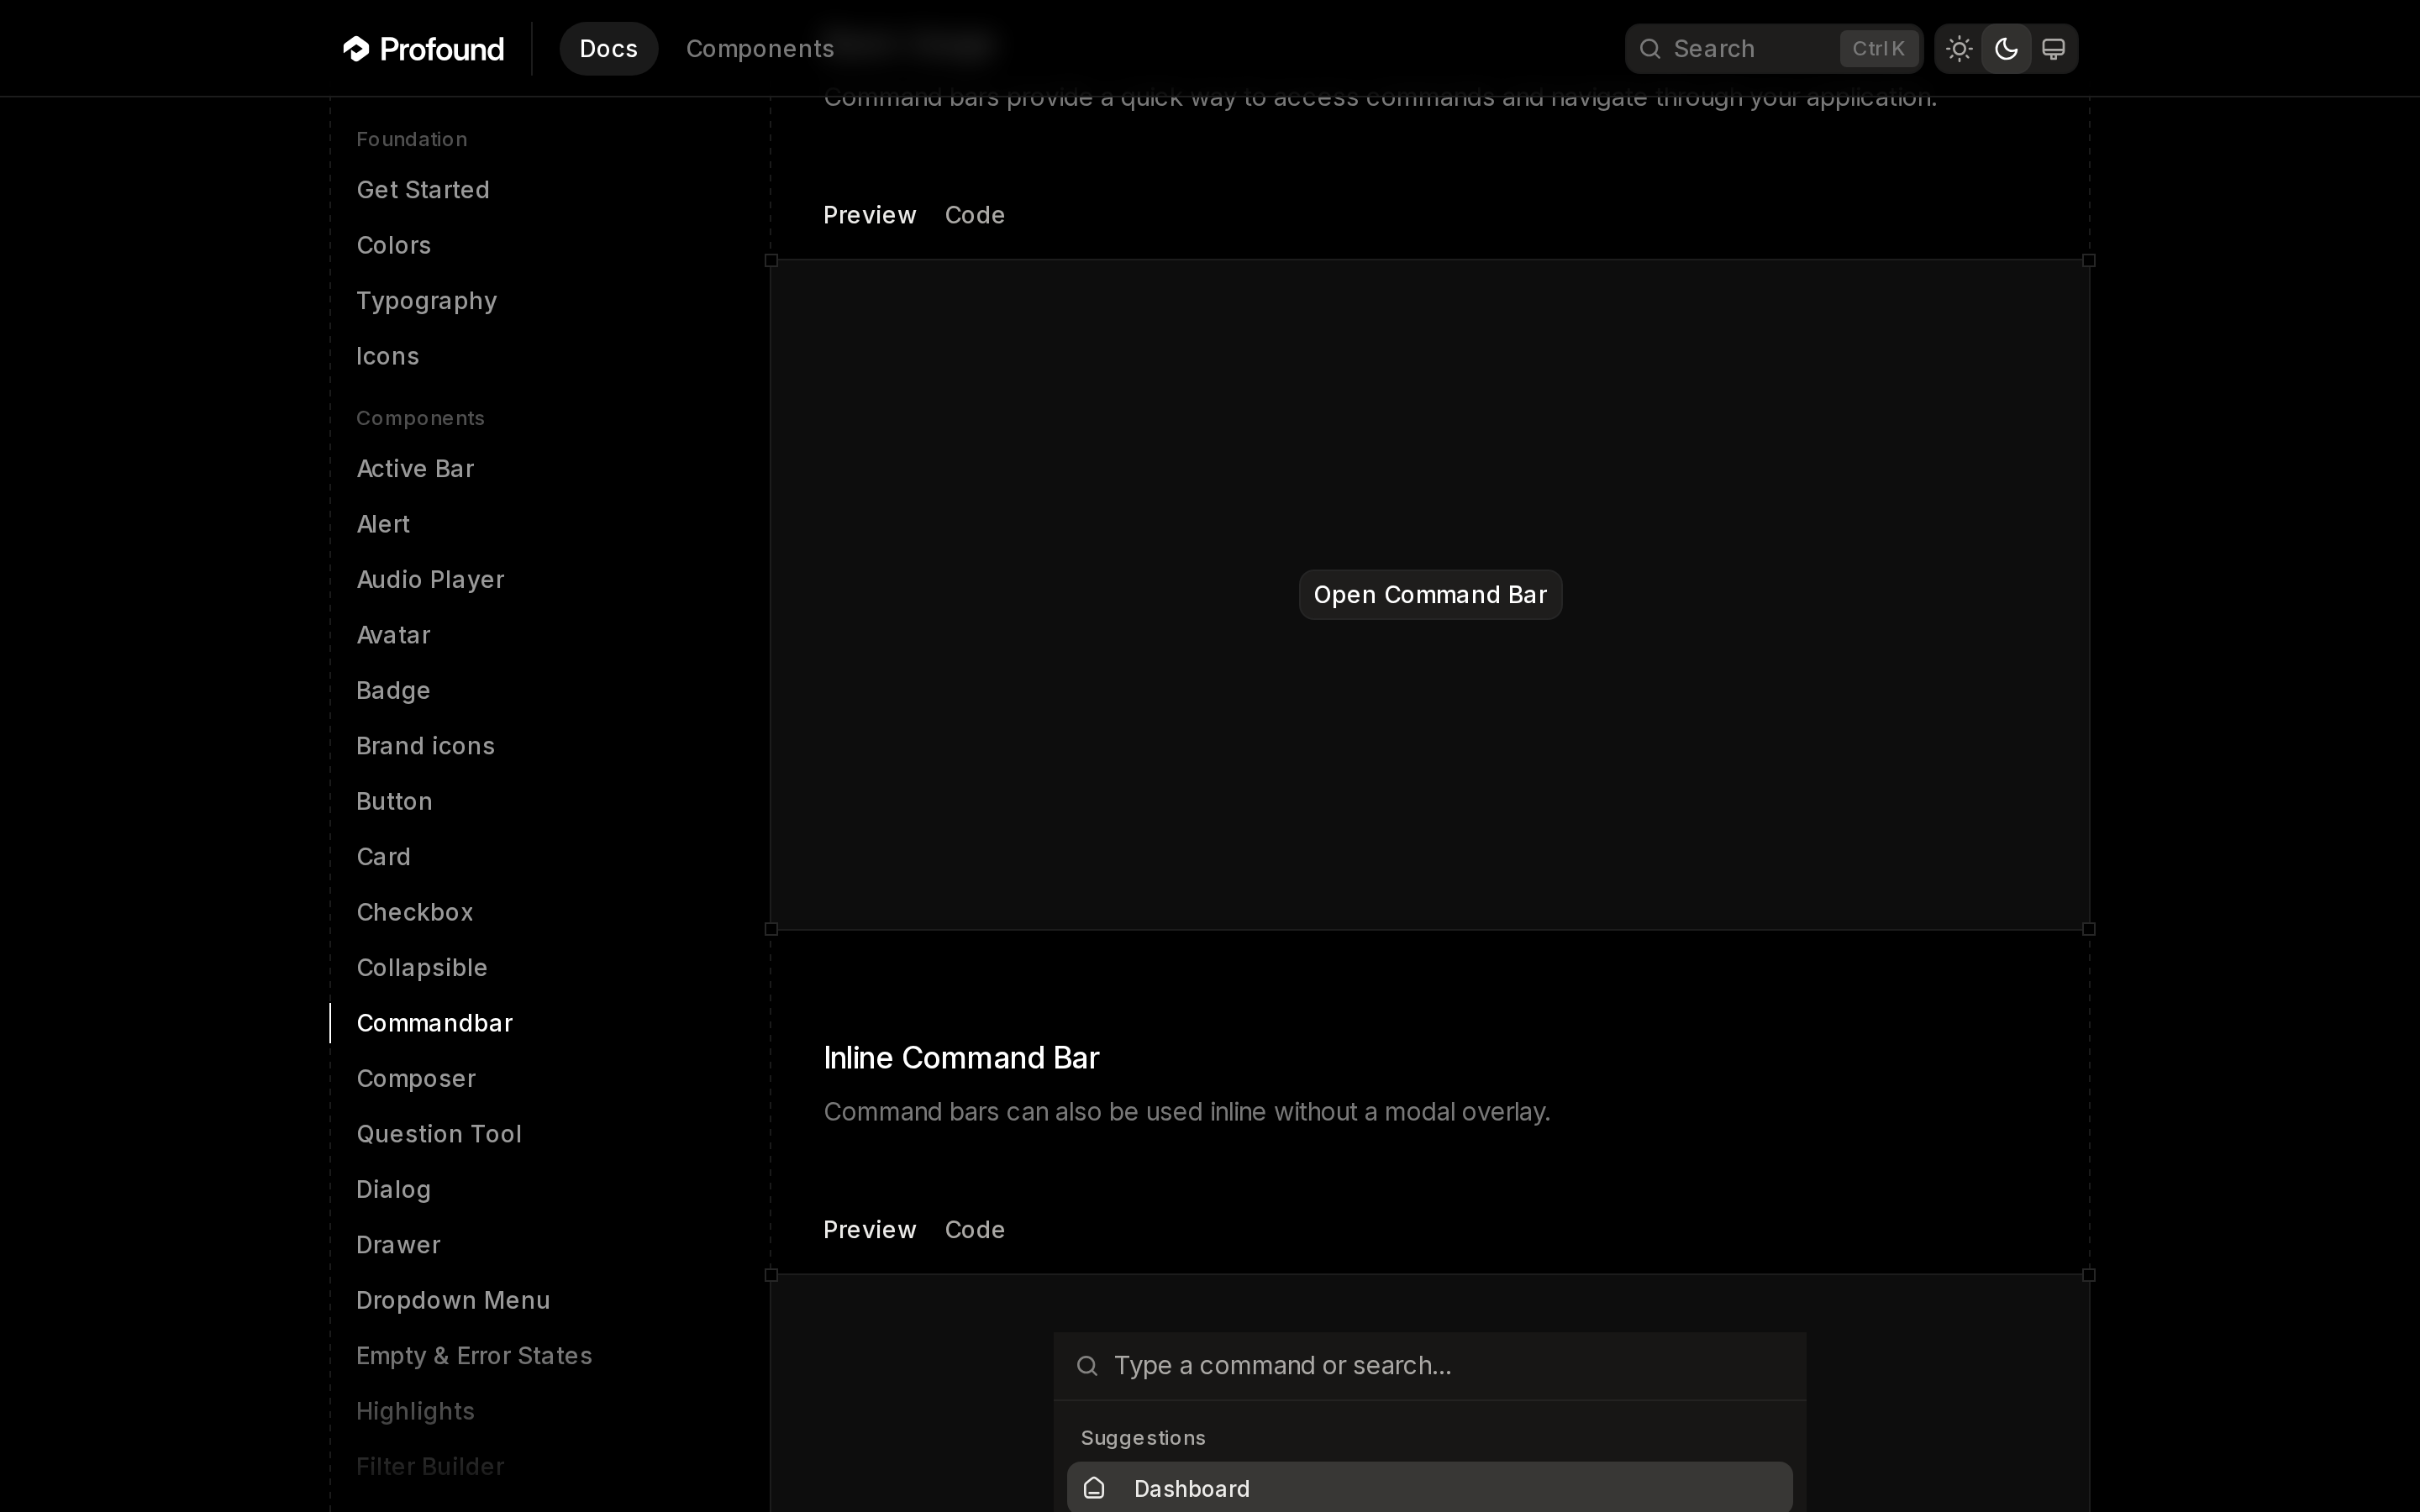 Profound
Docs
Components
Search
Ctrl K
Foundation
Get Started
Colors
Typography
Icons
Components
Active Bar
Alert
Audio Player
Avatar
Badge
Brand icons
Button
Card
Checkbox
Collapsible
Commandbar
Composer
Question Tool
Dialog
Drawer
Dropdown Menu
Empty & Error States
Highlights
Filter Builder
Command bars provide a quick way to access commands and navigate through your application.
Preview
Code
Open Command Bar
Inline Command Bar
Command bars can also be used inline without a modal overlay.
Preview
Code
Type a command or search...
Suggestions
Dashboard